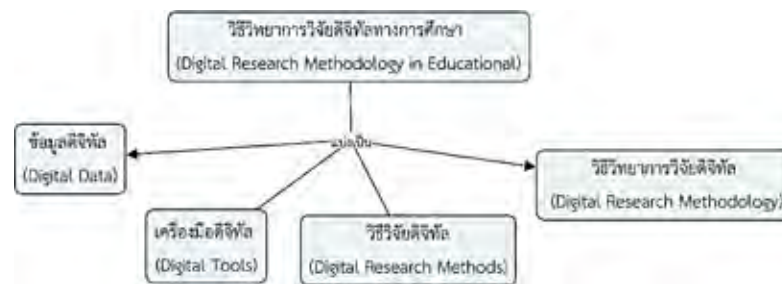 วิธีวิทยาการวิจัยดิจิทัลทางการศึกษา
(Digital Research Methodology in Educational)
แบ่งเป็น
ข้อมูลดิจิทัล
(Digital Data)
วิธีวิทยาการวิจัยดิจิทัล
(Digital Research Methodology)
เครื่องมือดิจิทัล
(Digital Tools)
วิธีวิจัยดิจิทัล
(Digital Research Methods)